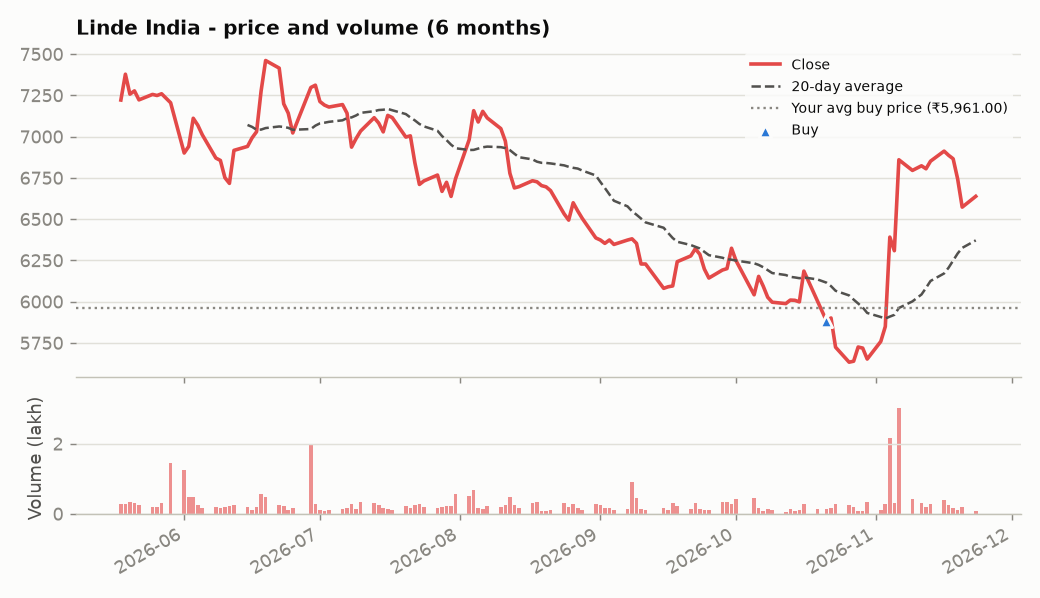 Linde India - price and volume (6 months)
7500
7250
7000
6750
6500
6250
6000
5750
Close
20-day average
Your avg buy price (₹5,961.00)
Buy
Volume (lakh)
2
0
2026-06
2026-07
2026-08
2026-09
2026-10
2026-11
2026-12